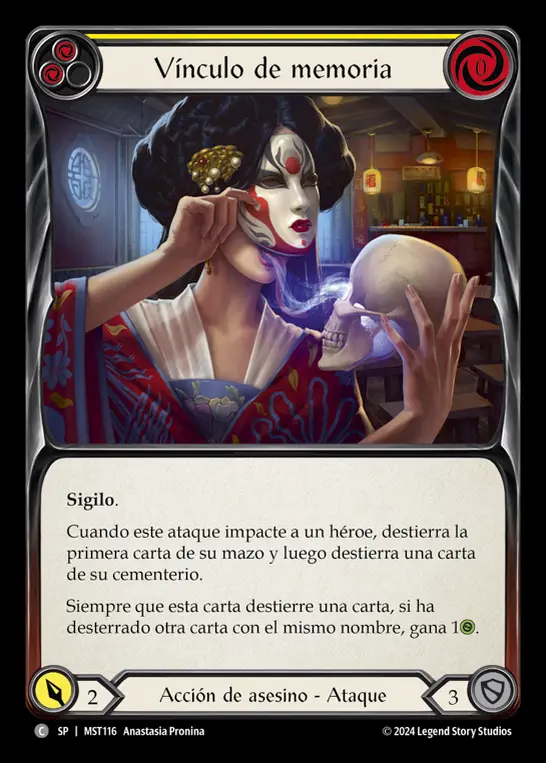 Vínculo de memoria
0
Sigilo.
Cuando este ataque impacte a un héroe, destierra la
primera carta de su mazo y luego destierra una carta
de su cementerio.
Siempre que esta carta destierre una carta, si ha
desterrado otra carta con el mismo nombre, gana 1.
2
Acción de asesino - Ataque
3
C SP | MST116 Anastasia Pronina
© 2024 Legend Story Studios